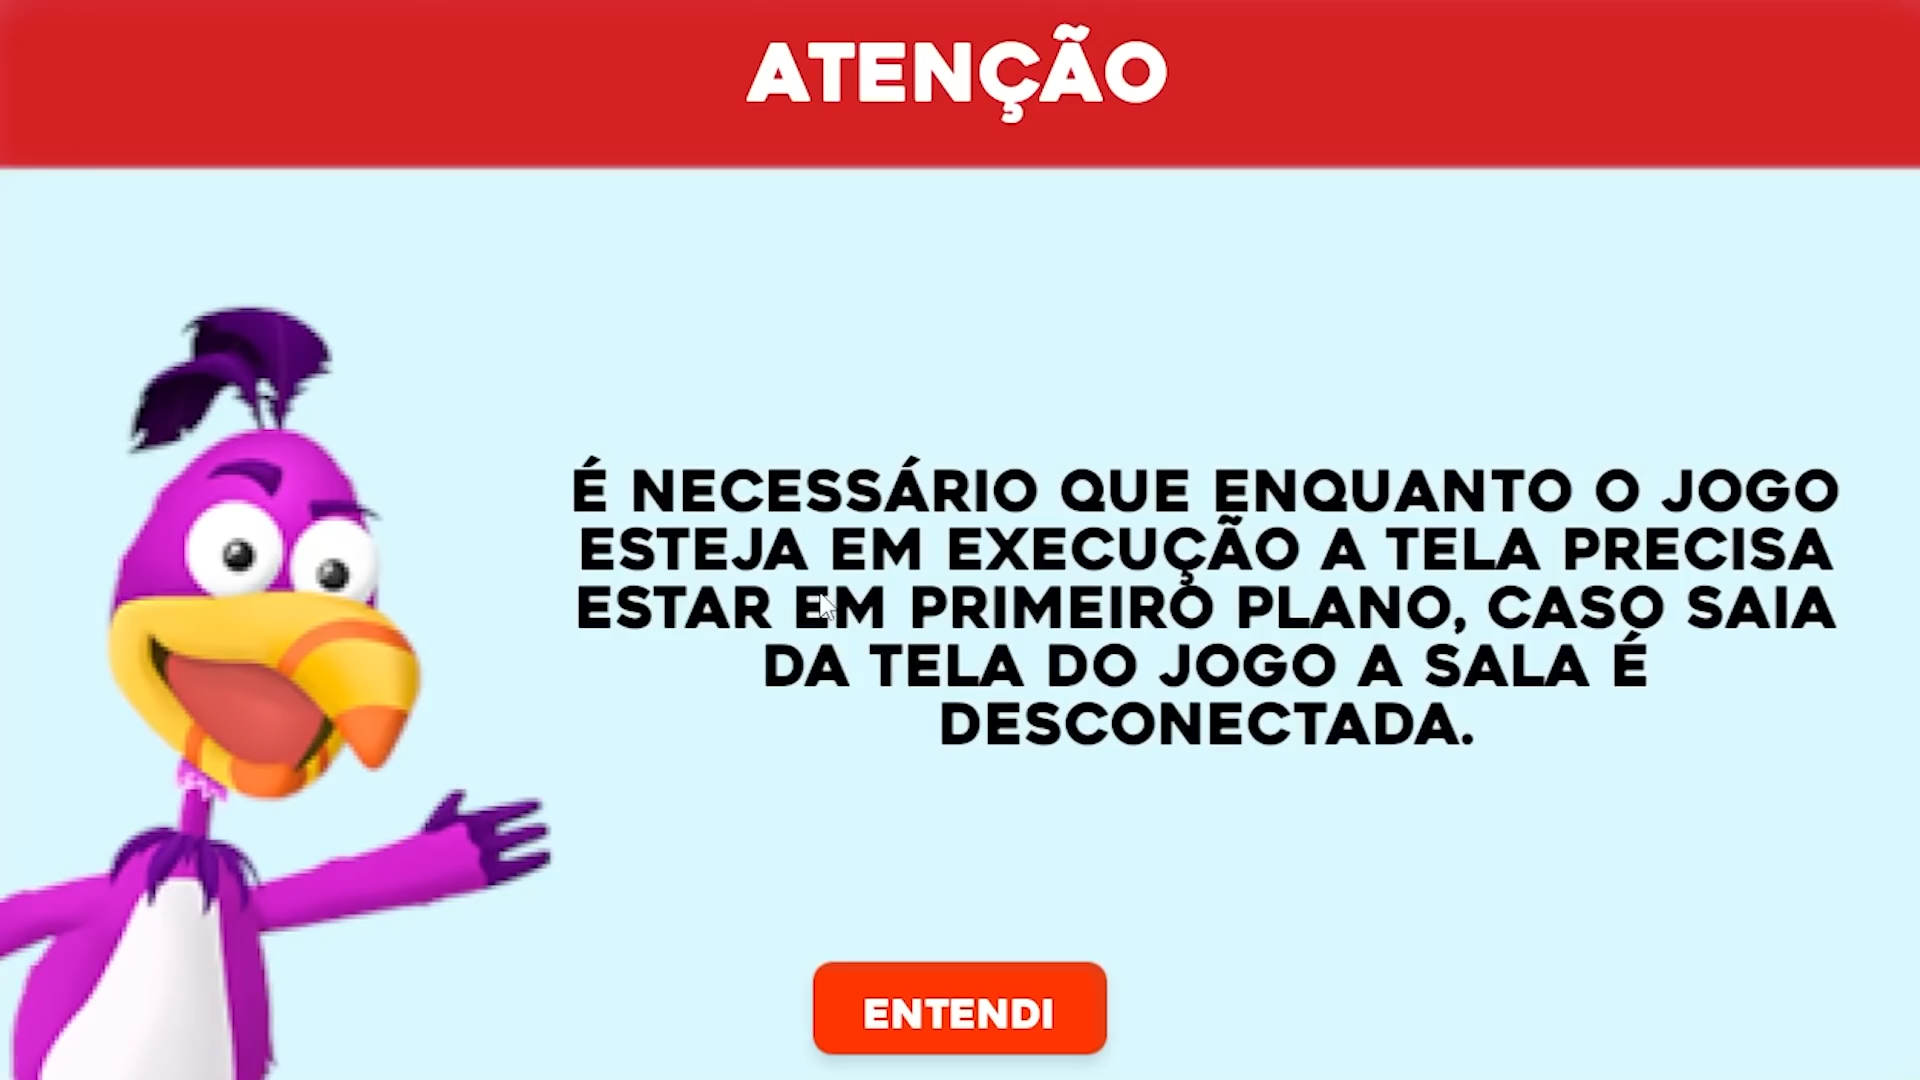 ATENÇÃO
É NECESSÁRIO QUE ENQUANTO O JOGO
ESTEJA EM EXECUÇÃO A TELA PRECISA
ESTAR EM PRIMEIRO PLANO, CASO SAIA
DA TELA DO JOGO A SALA É
DESCONECTADA.
ENTENDI